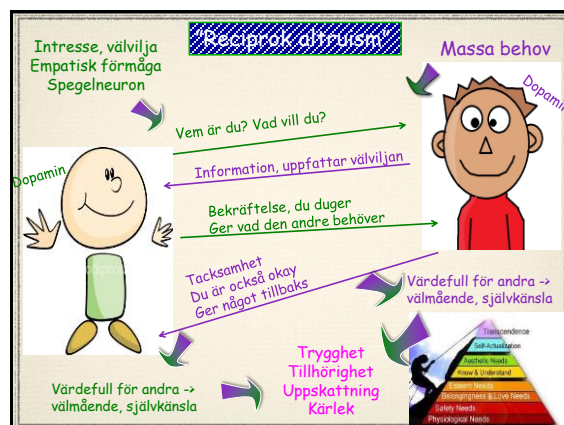 "Reciprok altruism"
Intresse, välvilja
Empatisk förmåga
Spegelneuron
Massa behov
Dopamin
Vem är du? Vad vill du?
Information, uppfattar välviljan
Dopamin
Bekräftelse, du duger
Ger vad den andre behöver
Tacksamhet
Du är också okay
Ger något tillbaks
Värdefull för andra ->
välmående, självkänsla
Trygghet
Tillhörighet
Uppskattning
Kärlek
Värdefull för andra ->
välmående, självkänsla
Transcendence
Self-Actualization
Aesthetic Needs
Know & Understand
Esteem Needs
Belongingness & Love Needs
Safety Needs
Physiological Needs